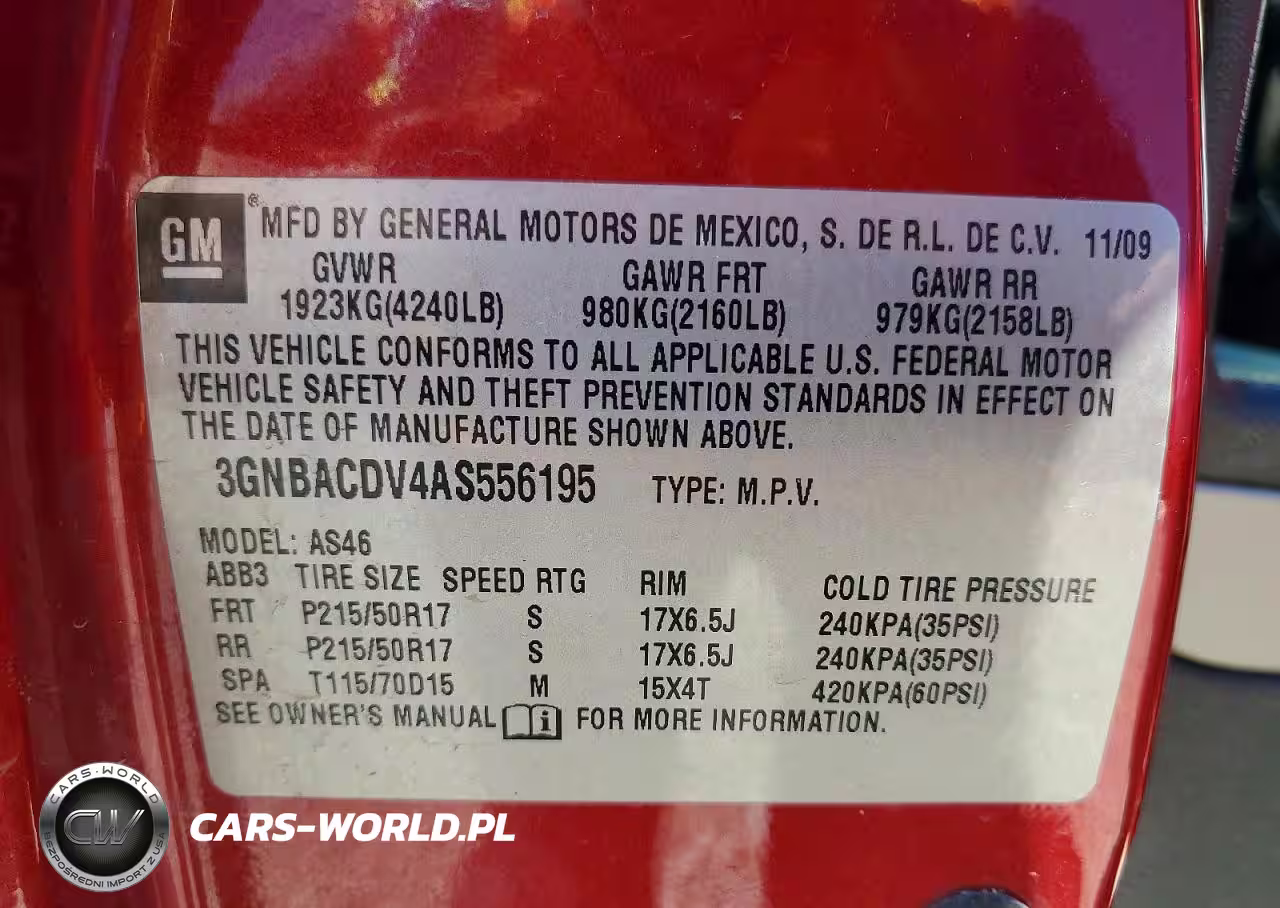 GM ® MFD BY GENERAL MOTORS DE MEXICO, S. DE R.L. DE C.V. 11/09
GVWR GAWR FRT GAWR RR
1923KG(4240LB) 980KG(2160LB) 979KG(2158LB)
THIS VEHICLE CONFORMS TO ALL APPLICABLE U.S. FEDERAL MOTOR
VEHICLE SAFETY AND THEFT PREVENTION STANDARDS IN EFFECT ON
THE DATE OF MANUFACTURE SHOWN ABOVE.
3GNBACDV4AS556195 TYPE: M.P.V.
MODEL: AS46
ABB3 TIRE SIZE SPEED RTG RIM COLD TIRE PRESSURE
FRT P215/50R17 S 17X6.5J 240KPA(35PSI)
RR P215/50R17 S 17X6.5J 240KPA(35PSI)
SPA T115/70D15 M 15X4T 420KPA(60PSI)
SEE OWNER'S MANUAL i FOR MORE INFORMATION.
CARS-WORLD
CW
BEZPOŚREDNI IMPORT Z USA
CARS-WORLD.PL